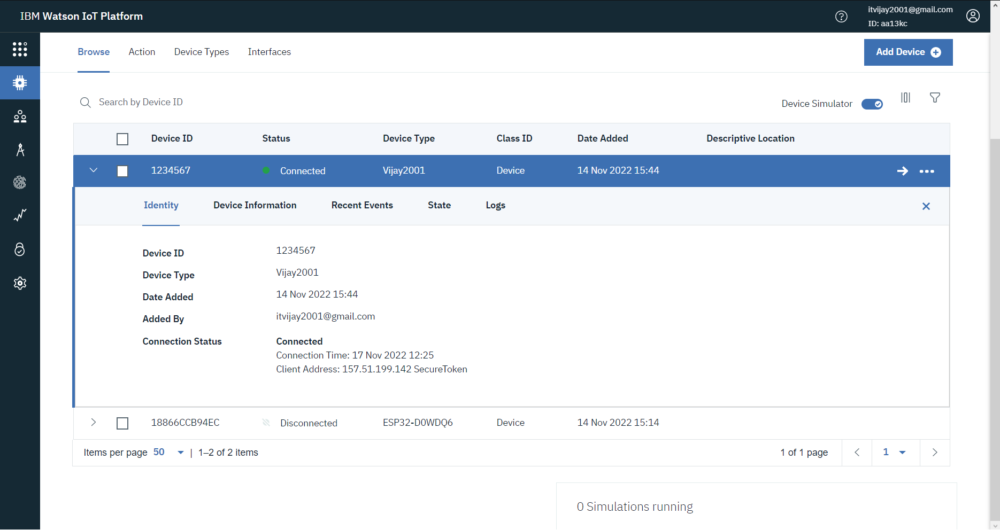 IBM Watson IoT Platform
itvijay2001@gmail.com
ID: aa13kc
Browse Action Device Types Interfaces
Add Device
Search by Device ID
Device Simulator
Device ID Status Device Type Class ID Date Added Descriptive Location
1234567 Connected Vijay2001 Device 14 Nov 2022 15:44
Identity Device Information Recent Events State Logs
Device ID 1234567
Device Type Vijay2001
Date Added 14 Nov 2022 15:44
Added By itvijay2001@gmail.com
Connection Status Connected
Connection Time: 17 Nov 2022 12:25
Client Address: 157.51.199.142 SecureToken
18866CCB94EC Disconnected ESP32-D0WDQ6 Device 14 Nov 2022 15:14
Items per page 50 | 1–2 of 2 items 1 of 1 page 1
0 Simulations running